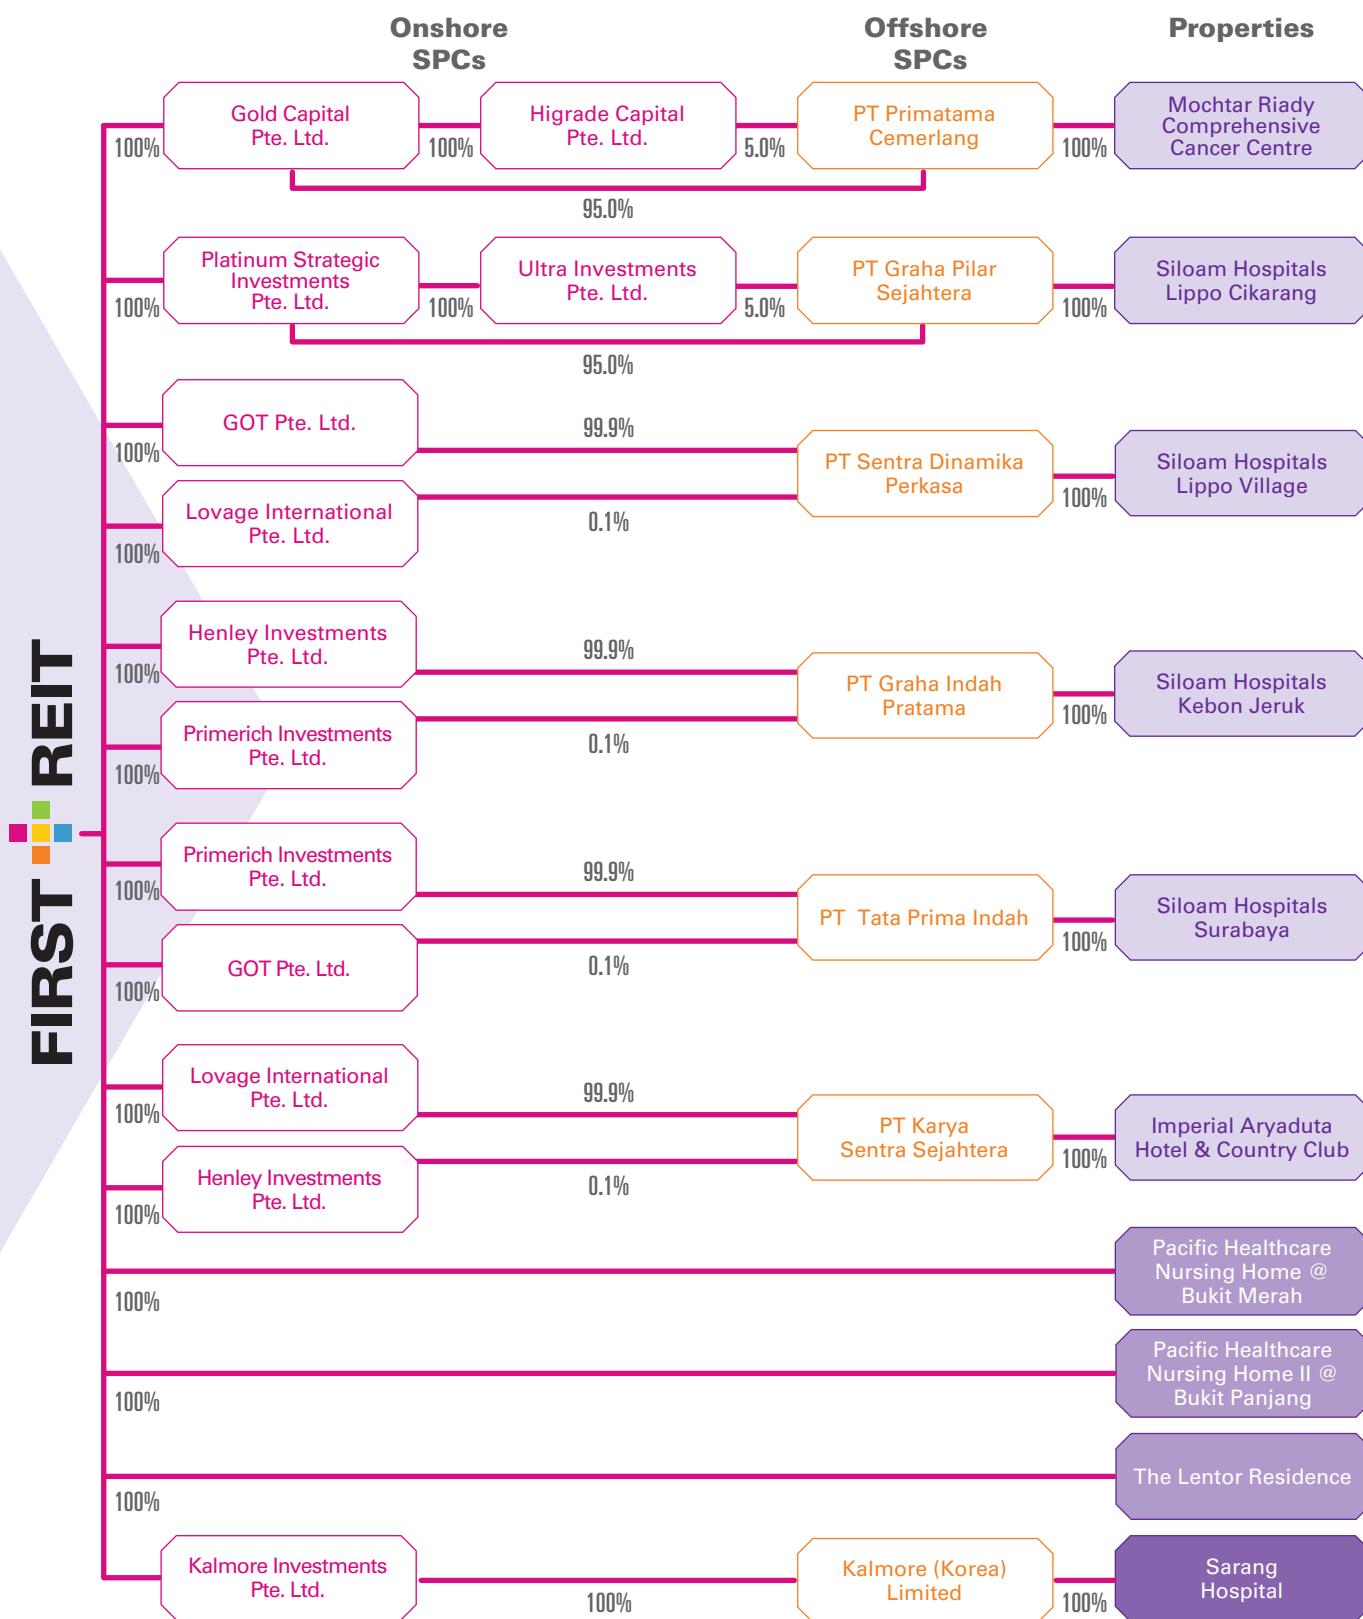 Onshore
SPCs
Offshore
SPCs
Properties
FIRST REIT
100%
Gold Capital
Pte. Ltd.
100%
Higrade Capital
Pte. Ltd.
5.0%
PT Primatama
Cemerlang
100%
Mochtar Riady
Comprehensive
Cancer Centre
95.0%
100%
Platinum Strategic
Investments
Pte. Ltd.
100%
Ultra Investments
Pte. Ltd.
5.0%
PT Graha Pilar
Sejahtera
100%
Siloam Hospitals
Lippo Cikarang
95.0%
100%
GOT Pte. Ltd.
99.9%
100%
Lovage International
Pte. Ltd.
0.1%
PT Sentra Dinamika
Perkasa
100%
Siloam Hospitals
Lippo Village
100%
Henley Investments
Pte. Ltd.
99.9%
100%
Primerich Investments
Pte. Ltd.
0.1%
PT Graha Indah
Pratama
100%
Siloam Hospitals
Kebon Jeruk
100%
Primerich Investments
Pte. Ltd.
99.9%
100%
GOT Pte. Ltd.
0.1%
PT Tata Prima Indah
100%
Siloam Hospitals
Surabaya
100%
Lovage International
Pte. Ltd.
99.9%
100%
Henley Investments
Pte. Ltd.
0.1%
PT Karya
Sentra Sejahtera
100%
Imperial Aryaduta
Hotel & Country Club
100%
Pacific Healthcare
Nursing Home @
Bukit Merah
100%
Pacific Healthcare
Nursing Home II @
Bukit Panjang
100%
The Lentor Residence
Kalmore Investments
Pte. Ltd.
100%
Kalmore (Korea)
Limited
100%
Sarang
Hospital